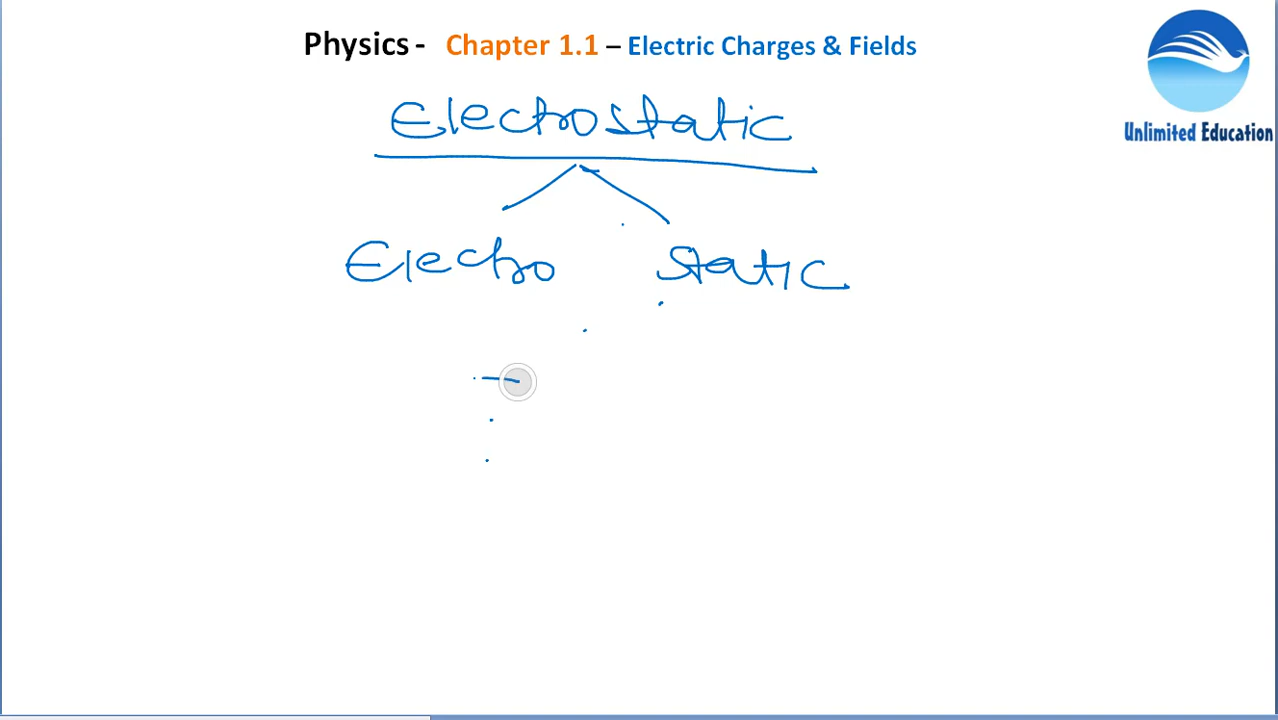 Physics - Chapter 1.1 – Electric Charges & Fields
Unlimited Education
Electrostatic
Electro static